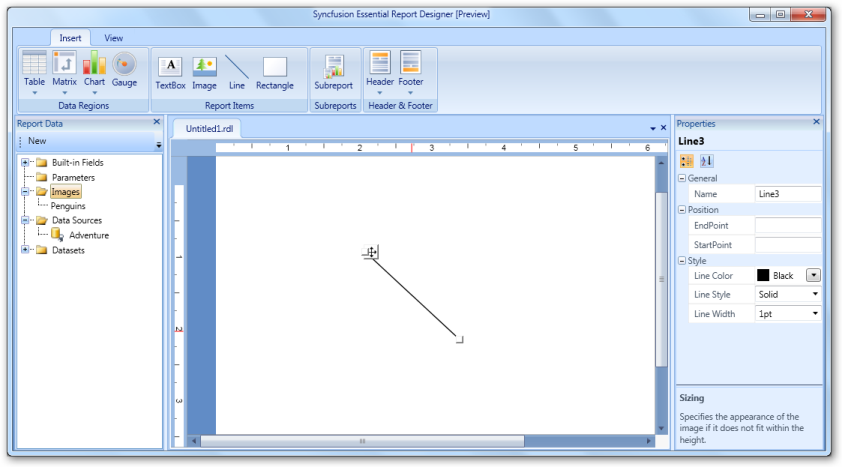 Syncfusion Essential Report Designer [Preview]
Insert View
Table Matrix Chart Gauge TextBox Image Line Rectangle Subreport Header Footer
Data Regions Report Items Subreports Header & Footer
Report Data
New
Built-in Fields
Parameters
Images
Penguins
Data Sources
Adventure
Datasets
Untitled1.rdl
1 2 3 4 5 6
1
2
3
Properties
Line3
General
Name Line3
Position
EndPoint
StartPoint
Style
Line Color Black
Line Style Solid
Line Width 1pt
Sizing
Specifies the appearance of the
image if it does not fit within the
height.